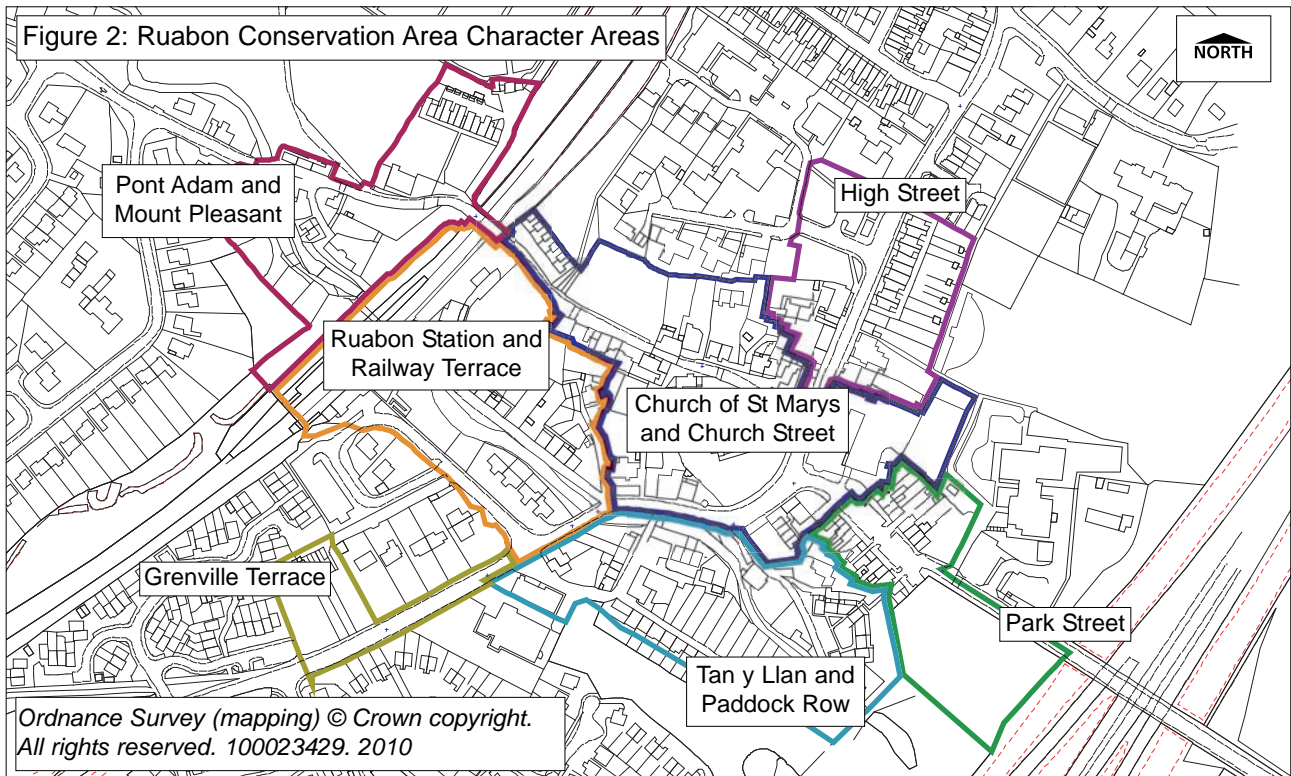 Figure 2: Ruabon Conservation Area Character Areas
NORTH
Pont Adam and
Mount Pleasant
High Street
Ruabon Station and
Railway Terrace
Church of St Marys
and Church Street
Grenville Terrace
Park Street
Tan y Llan and
Paddock Row
Ordnance Survey (mapping) © Crown copyright.
All rights reserved. 100023429. 2010